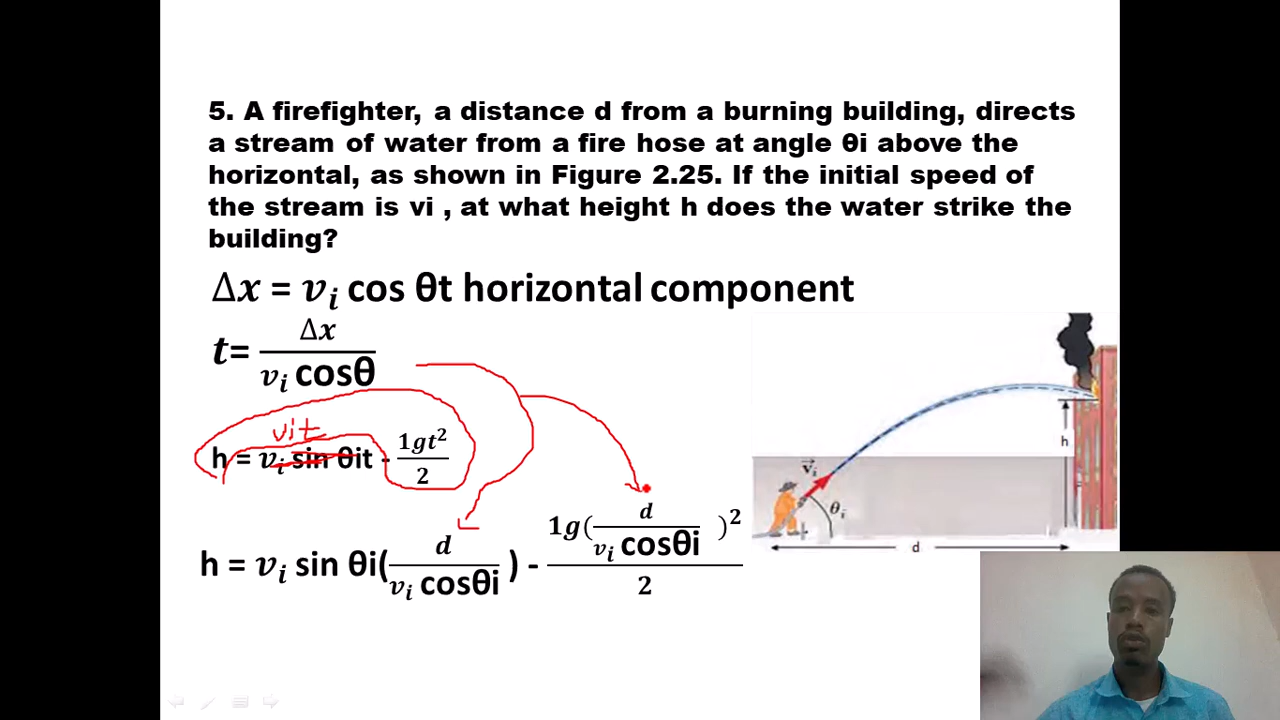 5. A firefighter, a distance d from a burning building, directs
a stream of water from a fire hose at angle θi above the
horizontal, as shown in Figure 2.25. If the initial speed of
the stream is vi , at what height h does the water strike the
building?
Δx = vᵢ cos θt horizontal component
t= Δx / vᵢ cosθ
vit
h = vᵢ sin θit - 1gt² / 2
h = vᵢ sin θi( d / vᵢ cosθi ) - 1g( d / vᵢ cosθi )² / 2
h
v⃗ᵢ
θᵢ
d